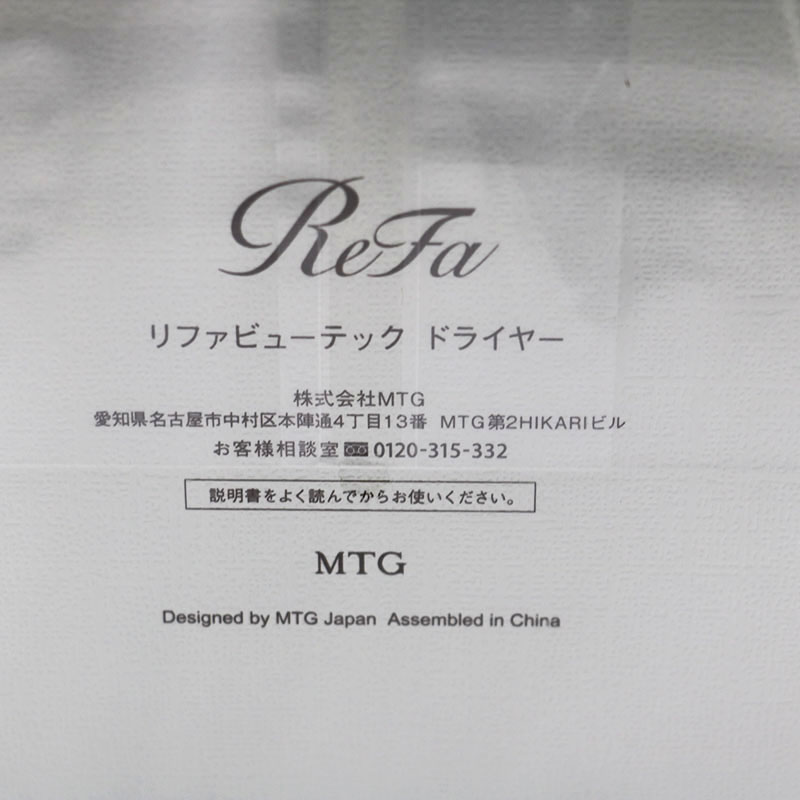 ReFa
リファビューテック ドライヤー
株式会社MTG
愛知県名古屋市中村区本陣通4丁目13番 MTG第2HIKARIビル
お客様相談室 0120-315-332
説明書をよく読んでからお使いください。
MTG
Designed by MTG Japan Assembled in China